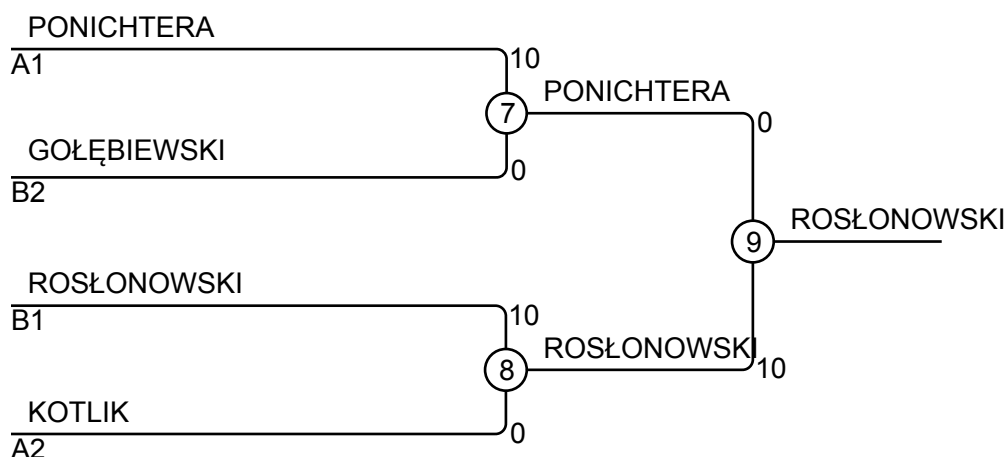 PONICHTERA
A1
10
7
PONICHTERA
0
GOŁĘBIEWSKI
B2
0
9
ROSŁONOWSKI
ROSŁONOWSKI
B1
10
8
ROSŁONOWSKI
10
KOTLIK
A2
0